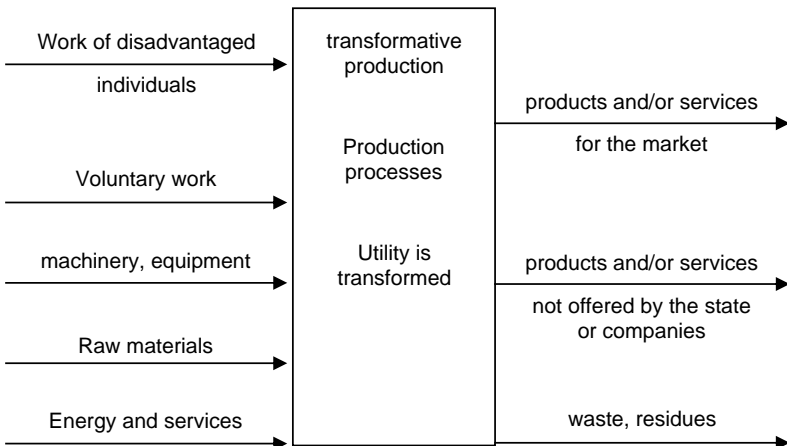 Work of disadvantaged
individuals
Voluntary work
machinery, equipment
Raw materials
Energy and services
transformative
production
Production
processes
Utility is
transformed
products and/or services
for the market
products and/or services
not offered by the state
or companies
waste, residues